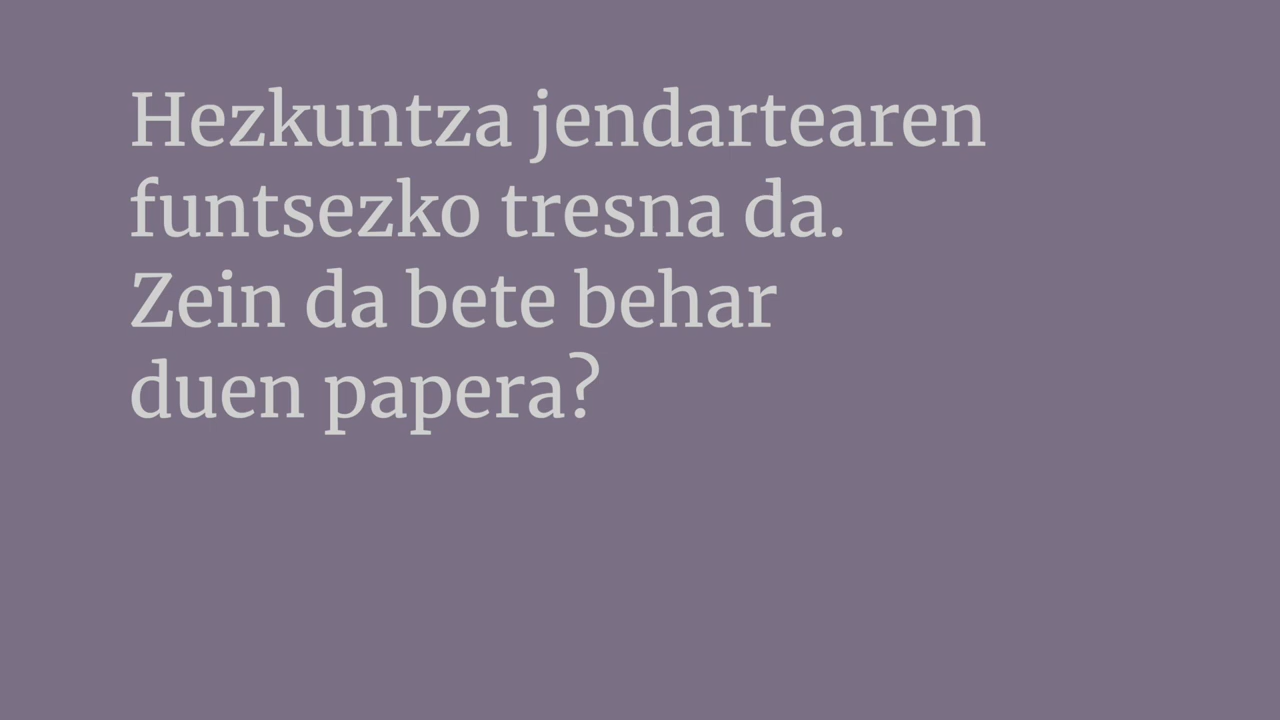 Hezkuntza jendartearen
funtsezko tresna da.
Zein da bete behar
duen papera?